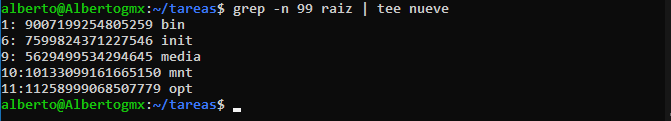 alberto@Albertogmx:~/tareas$ grep -n 99 raiz | tee nueve
1: 9007199254805259 bin
6: 7599824371227546 init
9: 5629499534294645 media
10:10133099161665150 mnt
11:11258999068507779 opt
alberto@Albertogmx:~/tareas$